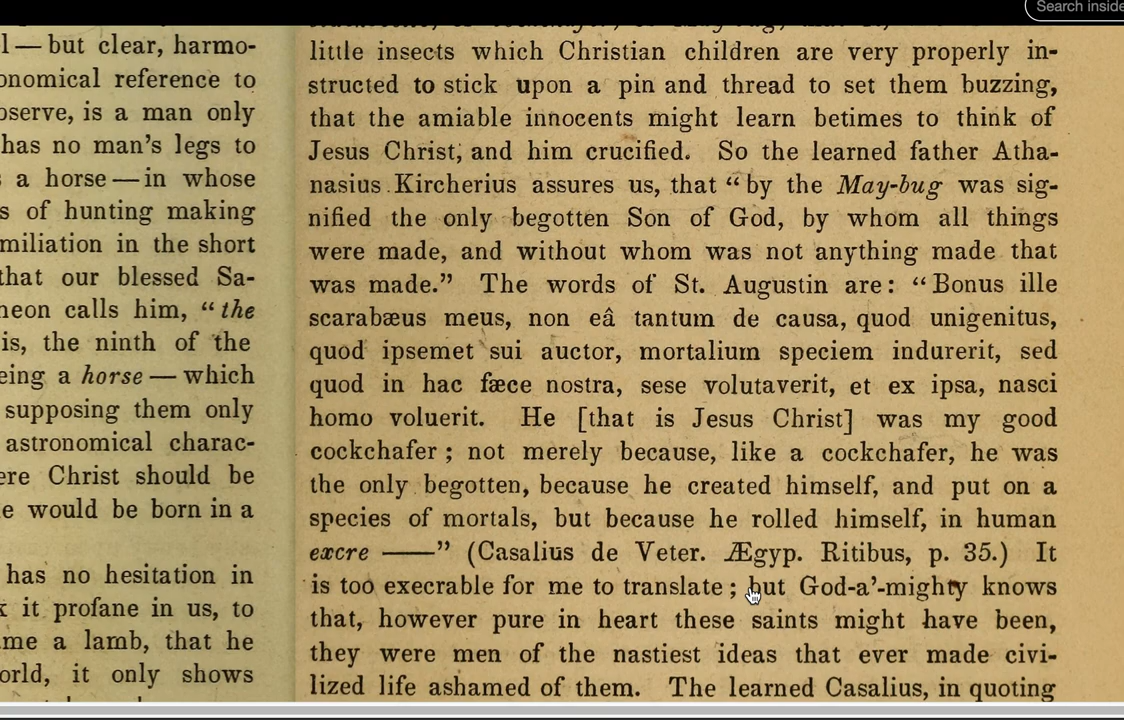 Search inside
l — but clear, harmo-
onomical reference to
bserve, is a man only
has no man's legs to
a horse — in whose
s of hunting making
miliation in the short
that our blessed Sa-
neon calls him, "the
is, the ninth of the
eing a horse — which
supposing them only
astronomical charac-
ere Christ should be
e would be born in a
has no hesitation in
k it profane in us, to
ame a lamb, that he
orld, it only shows
little insects which Christian children are very properly in-
structed to stick upon a pin and thread to set them buzzing,
that the amiable innocents might learn betimes to think of
Jesus Christ, and him crucified. So the learned father Atha-
nasius Kircherius assures us, that "by the May-bug was sig-
nified the only begotten Son of God, by whom all things
were made, and without whom was not anything made that
was made." The words of St. Augustin are: "Bonus ille
scarabæus meus, non eâ tantum de causa, quod unigenitus,
quod ipsemet sui auctor, mortalium speciem indurerit, sed
quod in hac fæce nostra, sese volutaverit, et ex ipsa, nasci
homo voluerit. He [that is Jesus Christ] was my good
cockchafer; not merely because, like a cockchafer, he was
the only begotten, because he created himself, and put on a
species of mortals, but because he rolled himself, in human
excre ——" (Casalius de Veter. Ægyp. Ritibus, p. 35.) It
is too execrable for me to translate; but God-a'-mighty knows
that, however pure in heart these saints might have been,
they were men of the nastiest ideas that ever made civi-
lized life ashamed of them. The learned Casalius, in quoting